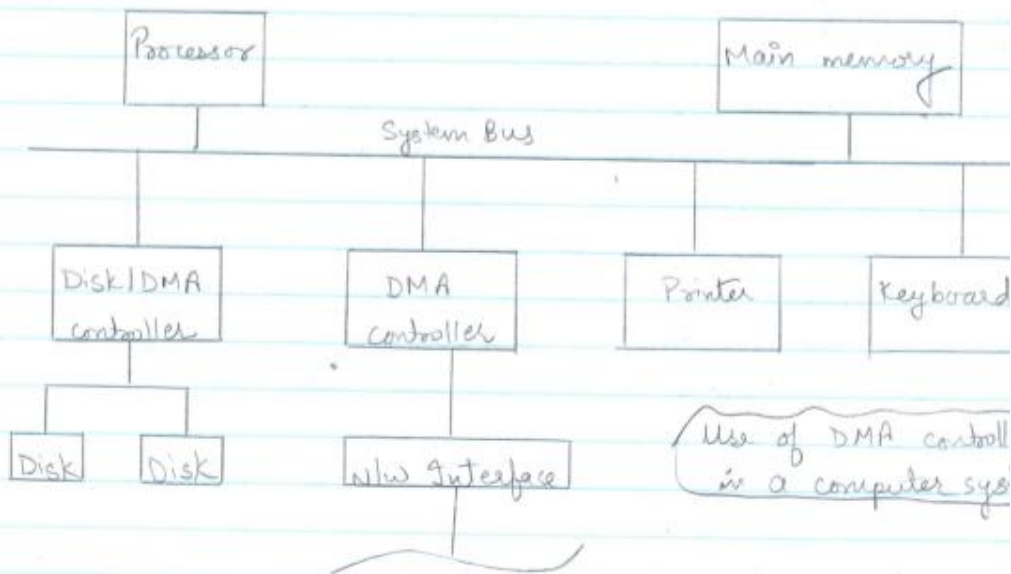 Processor
Main memory
System Bus
Disk/DMA
controller
DMA
controller
Printer
Keyboard
Disk
Disk
N/W Interface
Use of DMA controll
in a computer sys